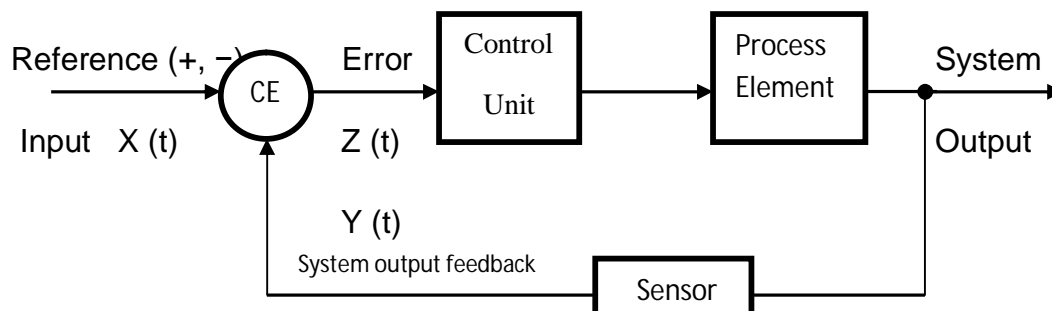 Reference (+, −)
CE
Error
Control
Unit
Process
Element
System
Input X (t)
Z (t)
Output
Y (t)
System output feedback
Sensor